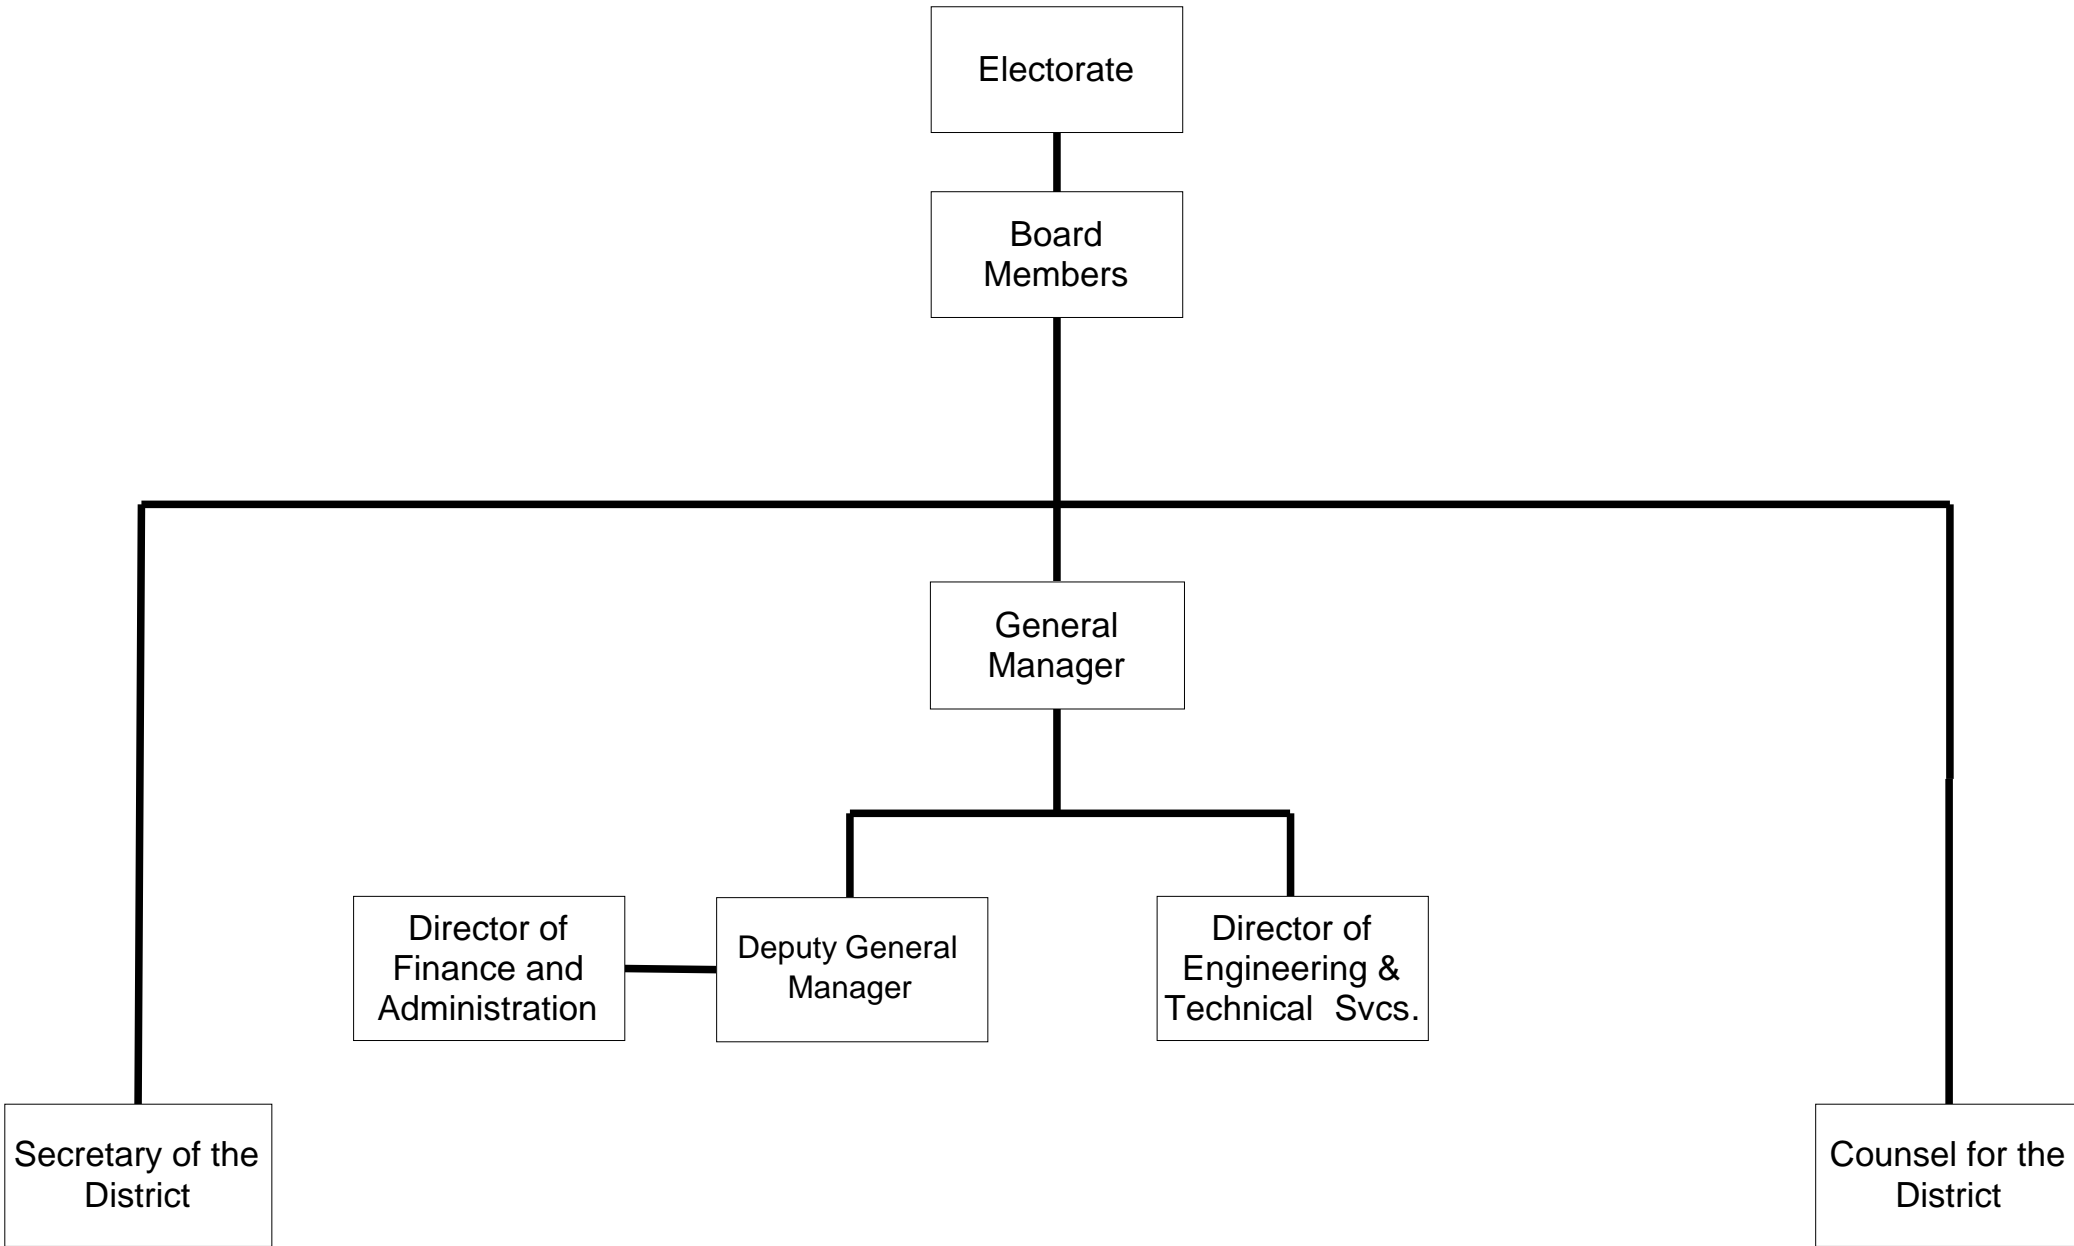 Electorate
Board
Members
General
Manager
Director of
Finance and
Administration
Deputy General
Manager
Director of
Engineering &
Technical Svcs.
Secretary of the
District
Counsel for the
District